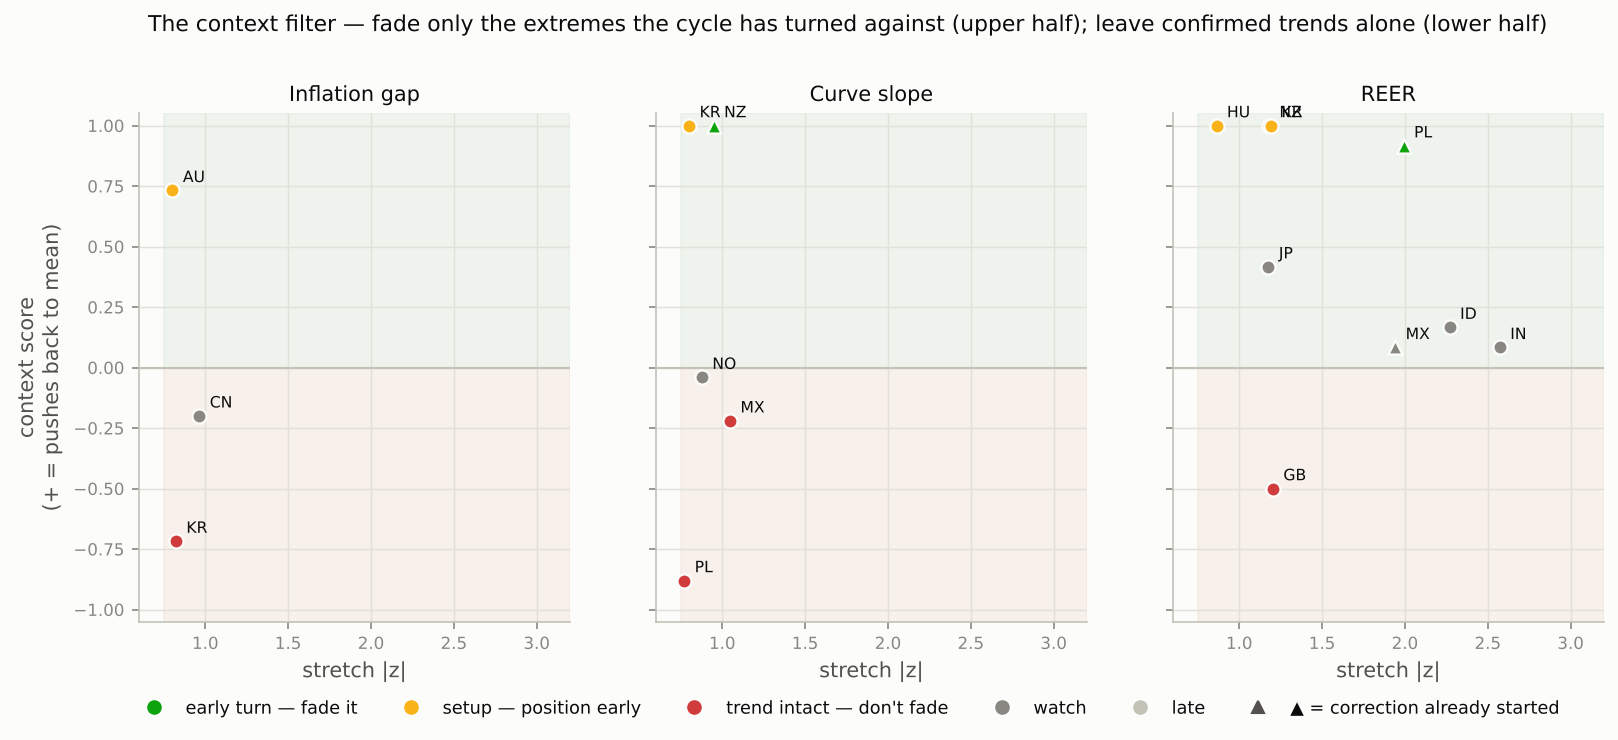 The context filter — fade only the extremes the cycle has turned against (upper half); leave confirmed trends alone (lower half)
Inflation gap
Curve slope
REER
context score
(+ = pushes back to mean)
1.00
0.75
0.50
0.25
0.00
−0.25
−0.50
−0.75
−1.00
AU
CN
KR
1.0 1.5 2.0 2.5 3.0
stretch |z|
KR NZ
NO
MX
PL
1.0 1.5 2.0 2.5 3.0
stretch |z|
HU
PL
JP
ID
MX
IN
GB
1.0 1.5 2.0 2.5 3.0
stretch |z|
early turn — fade it
setup — position early
trend intact — don't fade
watch
late
▲ = correction already started